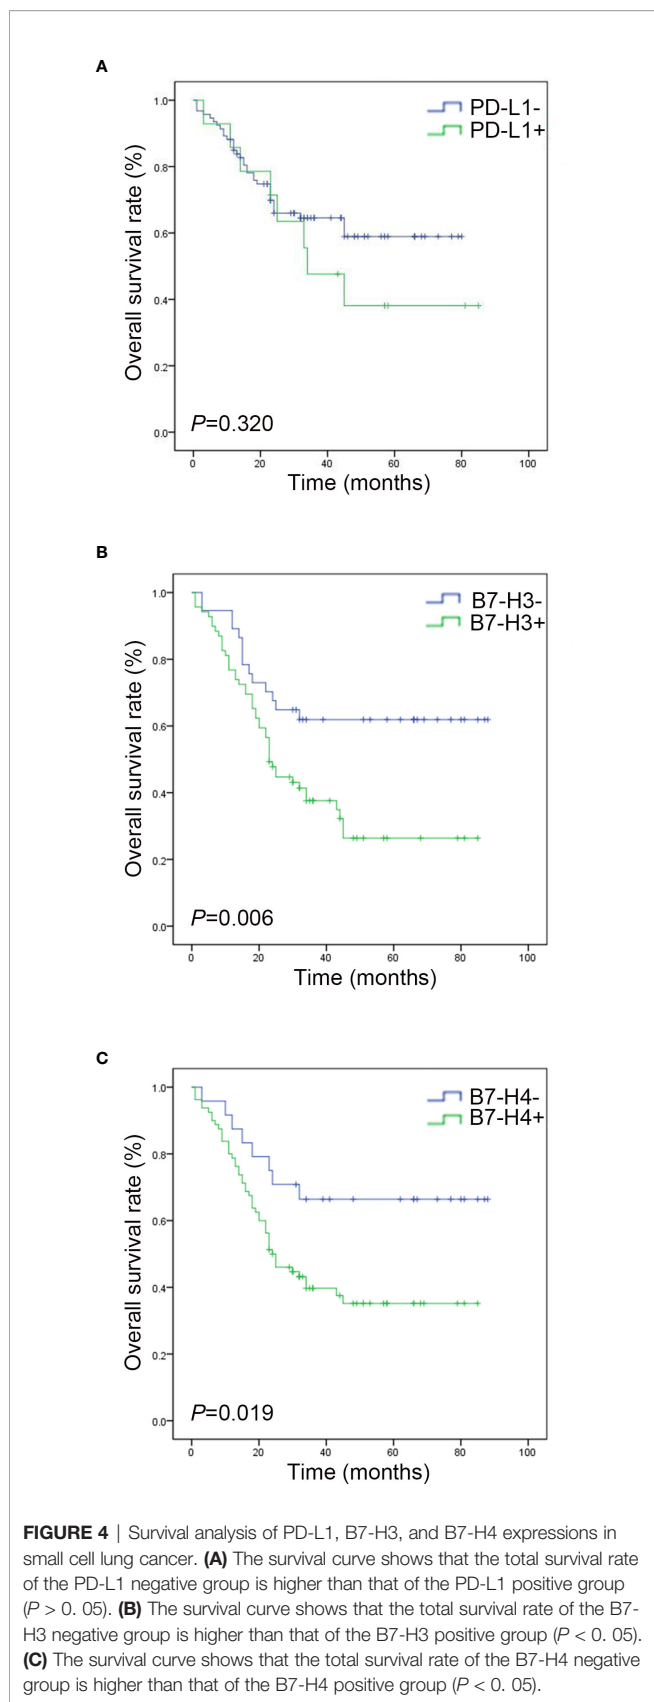 A
PD-L1-
PD-L1+
1.0
0.8
0.6
0.4
0.2
0.0
Overall survival rate (%)
P=0.320
0 20 40 60 80 100
Time (months)
B
B7-H3-
B7-H3+
1.0
0.8
0.6
0.4
0.2
0.0
Overall survival rate (%)
P=0.006
0 20 40 60 80 100
Time (months)
C
B7-H4-
B7-H4+
1.0
0.8
0.6
0.4
0.2
0.0
Overall survival rate (%)
P=0.019
0 20 40 60 80 100
Time (months)
FIGURE 4 | Survival analysis of PD-L1, B7-H3, and B7-H4 expressions in
small cell lung cancer. (A) The survival curve shows that the total survival rate
of the PD-L1 negative group is higher than that of the PD-L1 positive group
(P > 0. 05). (B) The survival curve shows that the total survival rate of the B7-
H3 negative group is higher than that of the B7-H3 positive group (P < 0. 05).
(C) The survival curve shows that the total survival rate of the B7-H4 negative
group is higher than that of the B7-H4 positive group (P < 0. 05).